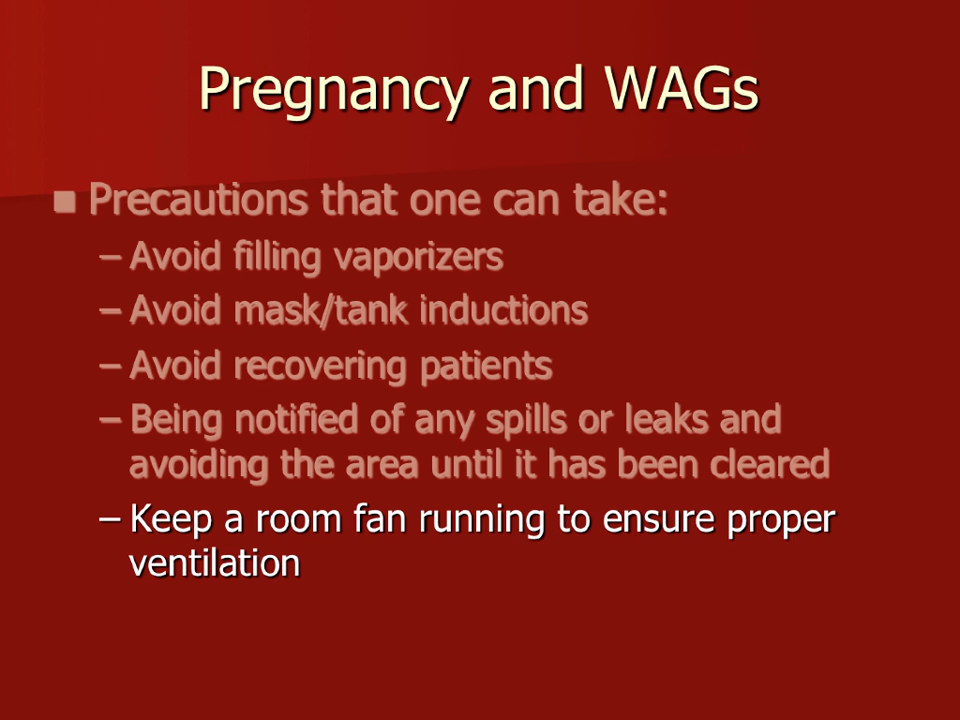 Pregnancy and WAGs
Precautions that one can take:
– Avoid filling vaporizers
– Avoid mask/tank inductions
– Avoid recovering patients
– Being notified of any spills or leaks and
avoiding the area until it has been cleared
– Keep a room fan running to ensure proper
ventilation